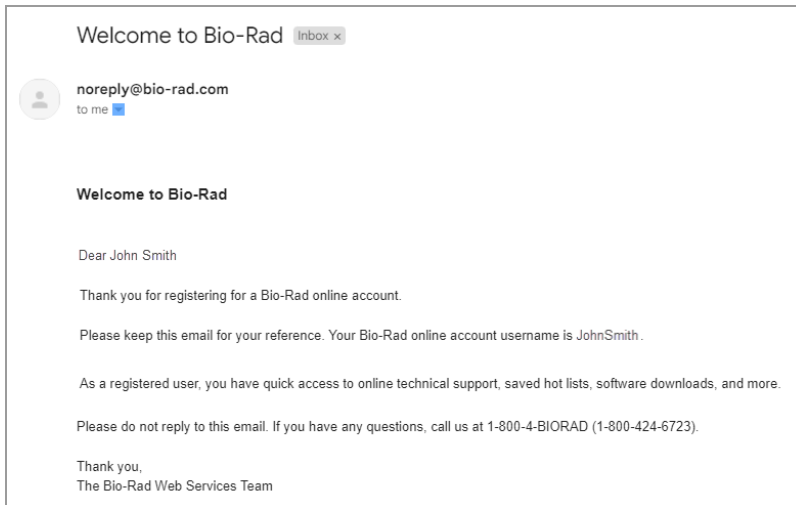 Welcome to Bio-Rad Inbox x
noreply@bio-rad.com
to me
Welcome to Bio-Rad
Dear John Smith
Thank you for registering for a Bio-Rad online account.
Please keep this email for your reference. Your Bio-Rad online account username is JohnSmith.
As a registered user, you have quick access to online technical support, saved hot lists, software downloads, and more.
Please do not reply to this email. If you have any questions, call us at 1-800-4-BIORAD (1-800-424-6723).
Thank you,
The Bio-Rad Web Services Team